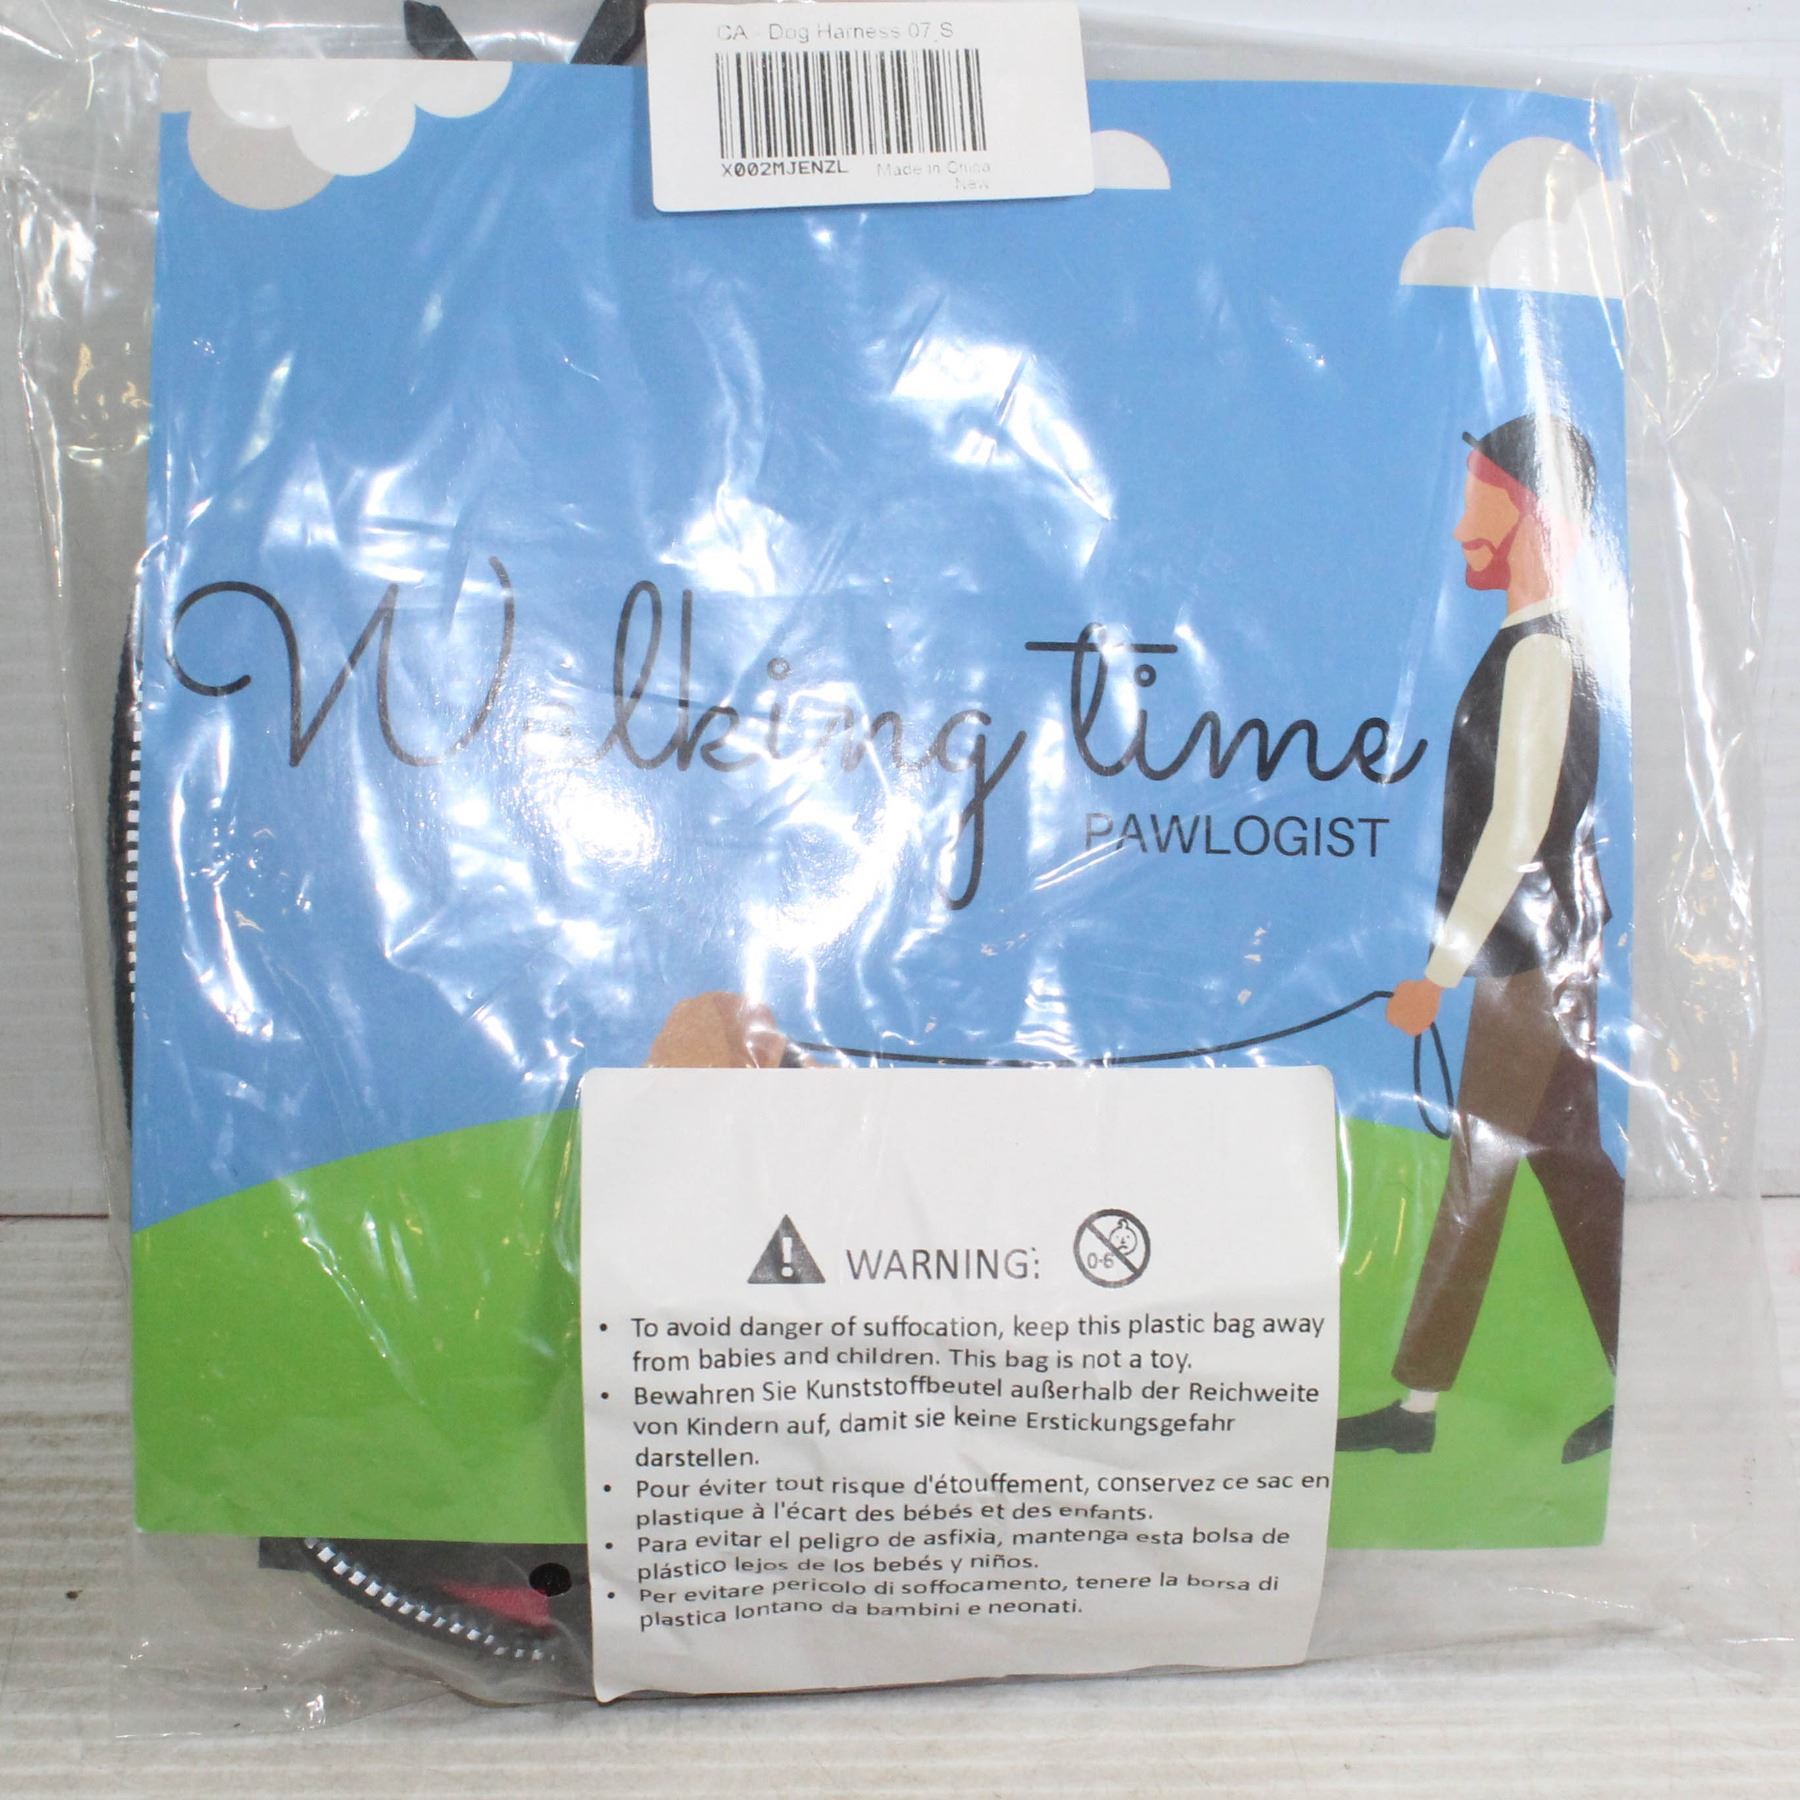 CA - Dog Harness 07,S
X002MJENZL Made in China
New
Walking time
PAWLOGIST
WARNING:
0-6
• To avoid danger of suffocation, keep this plastic bag away
from babies and children. This bag is not a toy.
• Bewahren Sie Kunststoffbeutel außerhalb der Reichweite
von Kindern auf, damit sie keine Erstickungsgefahr
darstellen.
• Pour éviter tout risque d'étouffement, conservez ce sac en
plastique à l'écart des bébés et des enfants.
• Para evitar el peligro de asfixia, mantenga esta bolsa de
plástico lejos de los bebés y niños.
• Per evitare pericolo di soffocamento, tenere la borsa di
plastica lontano da bambini e neonati.